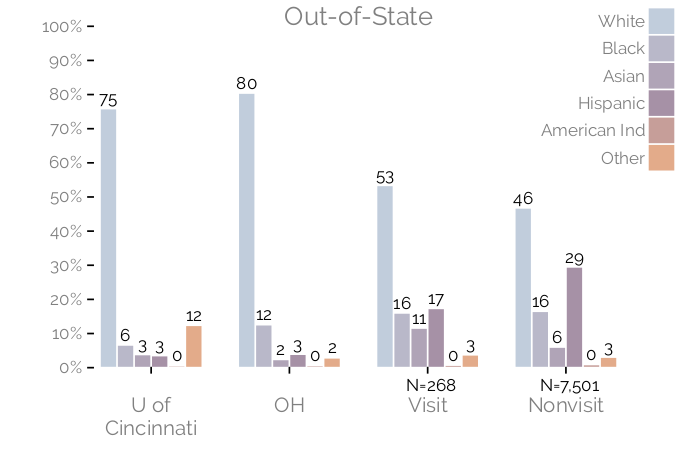 Out-of-State
100%
90%
80%
70%
60%
50%
40%
30%
20%
10%
0%
White
Black
Asian
Hispanic
American Ind
Other
75
6
3
3
0
12
80
12
2
3
0
2
53
16
11
17
0
3
46
16
6
29
0
3
N=268
N=7,501
U of
Cincinnati
OH
Visit
Nonvisit